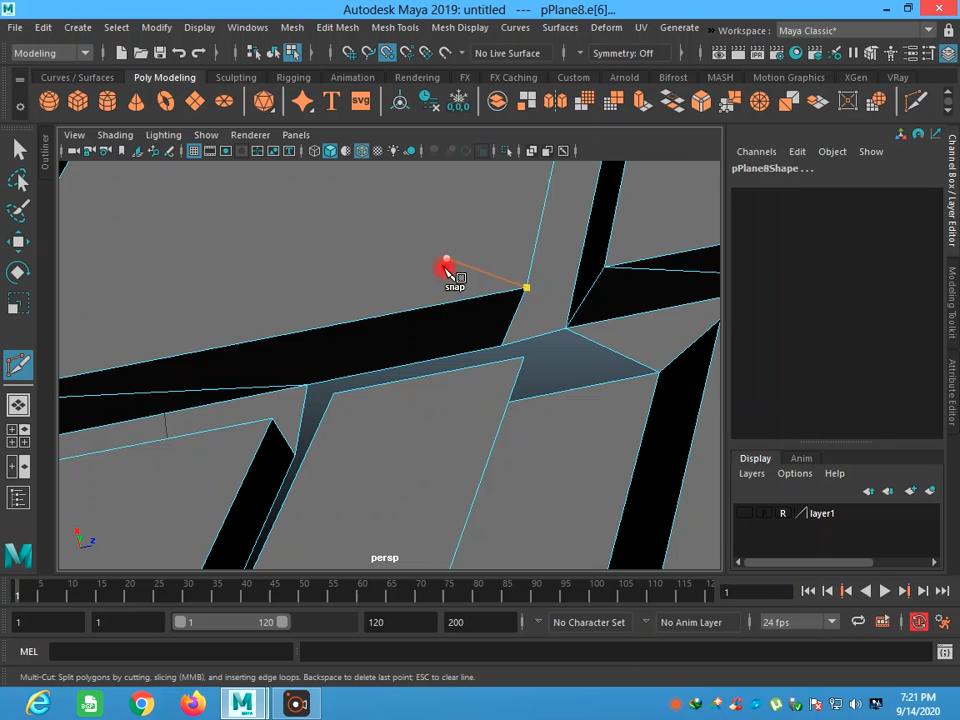 Autodesk Maya 2019: untitled --- pPlane8.e[6]...
File Edit Create Select Modify Display Windows Mesh Edit Mesh Mesh Tools Mesh Display Curves Surfaces Deform UV Generate Workspace : Maya Classic*
Modeling No Live Surface Symmetry: Off
Curves / Surfaces Poly Modeling Sculpting Rigging Animation Rendering FX FX Caching Custom Arnold Bifrost MASH Motion Graphics XGen VRay
T SVG 0,0,0
View Shading Lighting Show Renderer Panels
Outliner
Channels Edit Object Show
pPlane8Shape . . .
Channel Box / Layer Editor
Modeling Toolkit
Attribute Editor
snap
persp
Display Anim
Layers Options Help
P R layer1
5 10 15 20 25 30 35 40 45 50 55 60 65 70 75 80 85 90 95 100 105 110 115 12
1 1
1 1 1 120 120 200 No Character Set No Anim Layer 24 fps
MEL
Multi-Cut: Split polygons by cutting, slicing (MMB), and inserting edge loops. Backspace to delete last point; ESC to clear line.
7:21 PM
9/14/2020